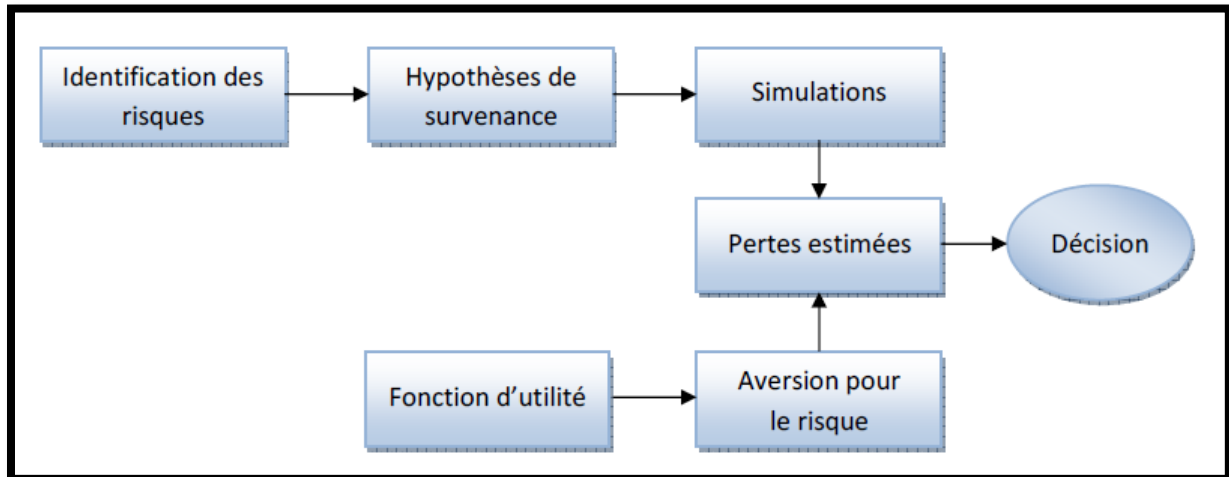 Identification des
risques
Hypothèses de
survenance
Simulations
Pertes estimées
Décision
Fonction d’utilité
Aversion pour
le risque